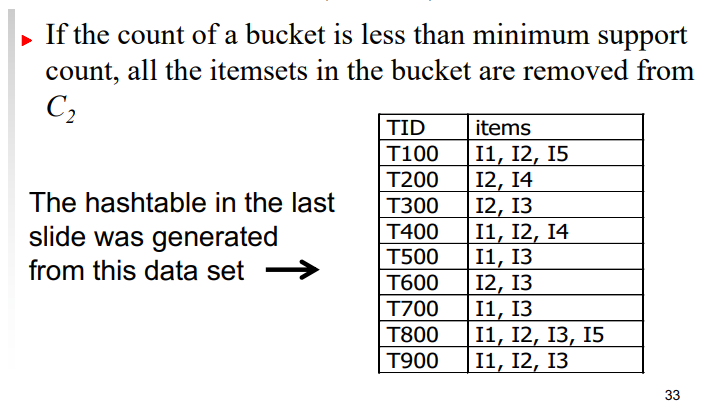 If the count of a bucket is less than minimum support
count, all the itemsets in the bucket are removed from
C2
The hashtable in the last
slide was generated
from this data set
TID items
T100 I1, I2, I5
T200 I2, I4
T300 I2, I3
T400 I1, I2, I4
T500 I1, I3
T600 I2, I3
T700 I1, I3
T800 I1, I2, I3, I5
T900 I1, I2, I3
33